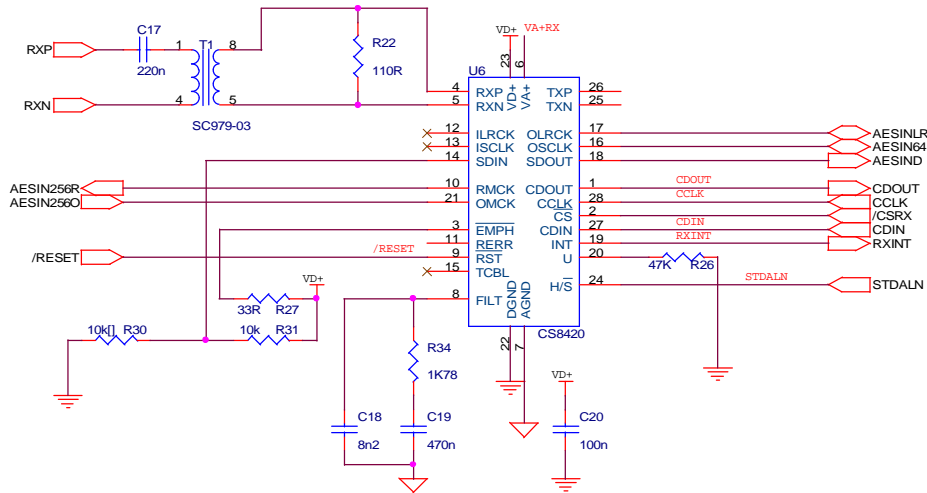 C17
RXP
220n
1
T1
8
RXN
4
5
SC979-03
R22
110R
VD+
VA+RX
23
6
U6
VD+
VA+
4
RXP
TXP
26
5
RXN
TXN
25
12
ILRCK
OLRCK
17
AESINLR
13
ISCLK
OSCLK
16
AESIN64
14
SDIN
SDOUT
18
AESIND
AESIN256R
10
RMCK
CDOUT
1
CDOUT
CDOUT
AESIN256O
21
OMCK
CCLK
28
CCLK
CCLK
CS
2
/CSRX
3
EMPH
CDIN
27
CDIN
CDIN
11
RERR
INT
19
RXINT
RXINT
/RESET
/RESET
9
RST
U
20
47K
R26
15
TCBL
H/S
24
STDALN
STDALN
8
FILT
DGND
AGND
CS8420
22
7
VD+
33R
R27
10k[]
R30
10k
R31
R34
1K78
C18
8n2
C19
470n
VD+
C20
100n